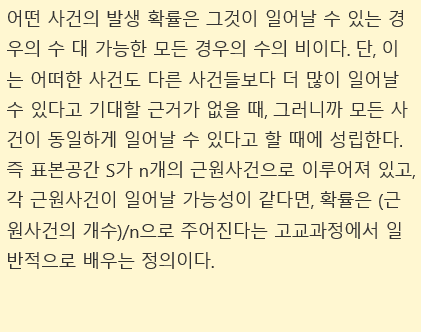 어떤 사건의 발생 확률은 그것이 일어날 수 있는 경
우의 수 대 가능한 모든 경우의 수의 비이다. 단, 이
는 어떠한 사건도 다른 사건들보다 더 많이 일어날
수 있다고 기대할 근거가 없을 때, 그러니까 모든 사
건이 동일하게 일어날 수 있다고 할 때에 성립한다.
즉 표본공간 S가 n개의 근원사건으로 이루어져 있고,
각 근원사건이 일어날 가능성이 같다면, 확률은 (근
원사건의 개수)/n으로 주어진다는 고교과정에서 일
반적으로 배우는 정의이다.